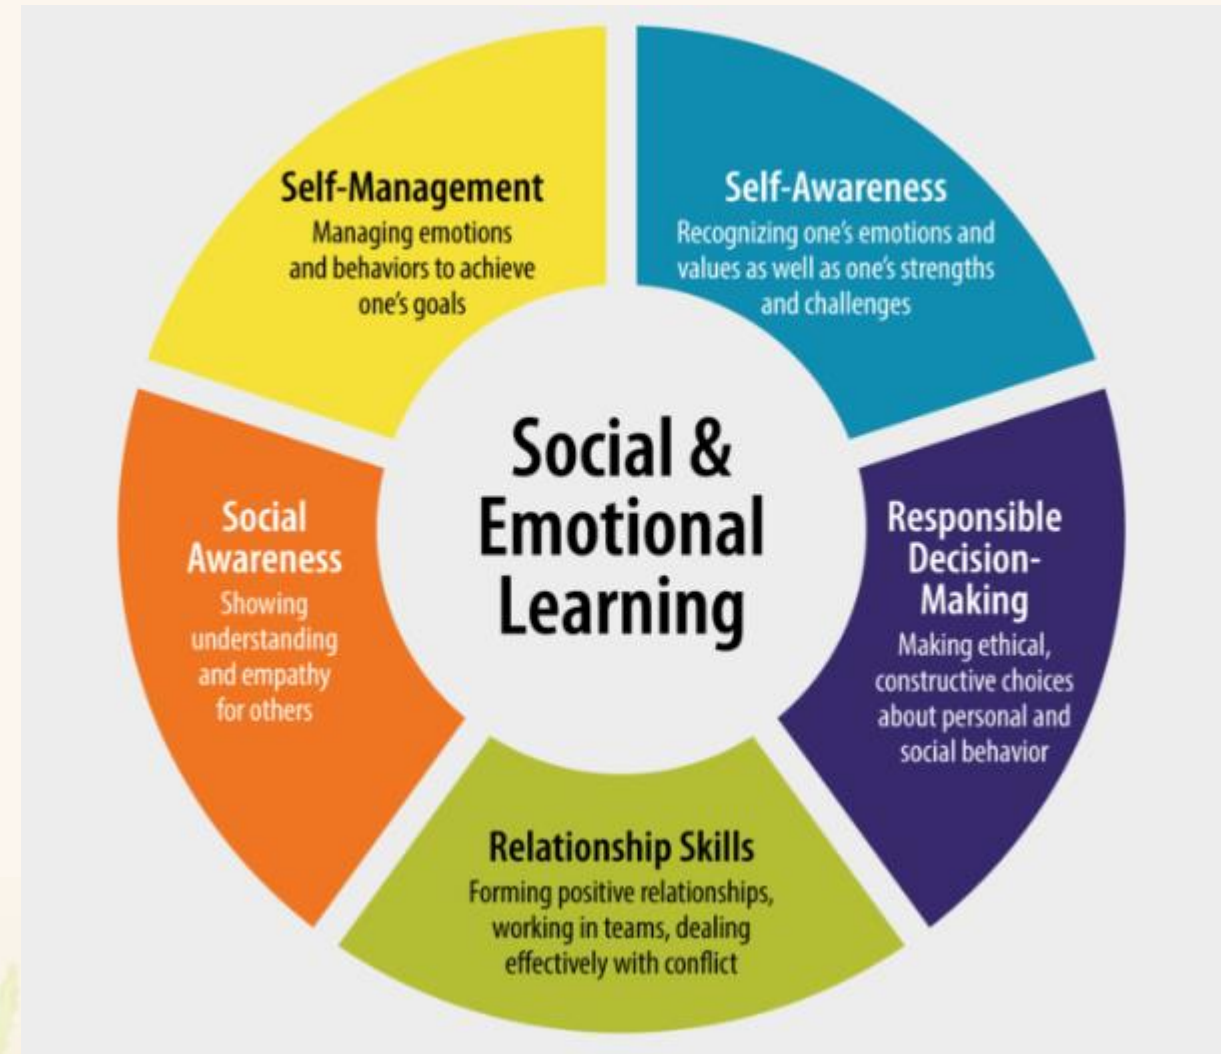 Self-Management
Managing emotions
and behaviors to achieve
one's goals
Self-Awareness
Recognizing one's emotions and
values as well as one's strengths
and challenges
Social &
Emotional
Learning
Social
Awareness
Showing
understanding
and empathy
for others
Responsible
Decision-
Making
Making ethical,
constructive choices
about personal and
social behavior
Relationship Skills
Forming positive relationships,
working in teams, dealing
effectively with conflict